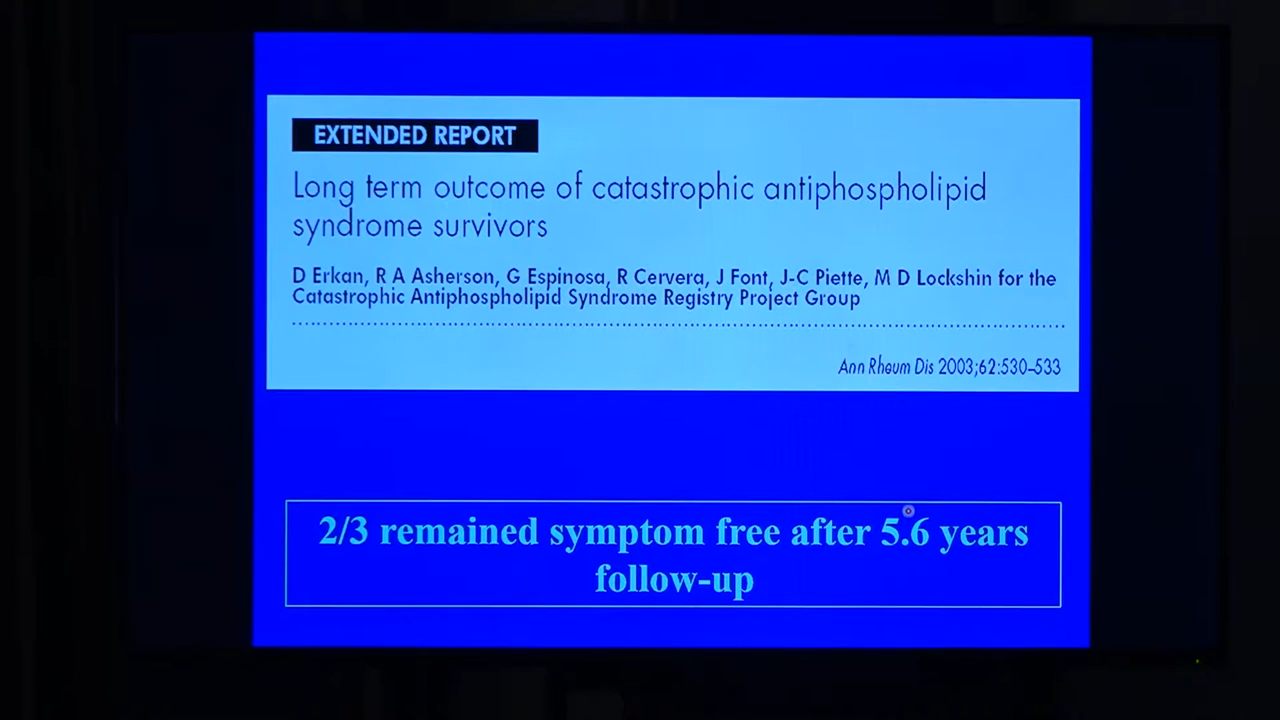 EXTENDED REPORT
Long term outcome of catastrophic antiphospholipid
syndrome survivors
D Erkan, R A Asherson, G Espinosa, R Cervera, J Font, J-C Piette, M D Lockshin for the
Catastrophic Antiphospholipid Syndrome Registry Project Group
Ann Rheum Dis 2003;62:530–533
2/3 remained symptom free after 5.6 years
follow-up